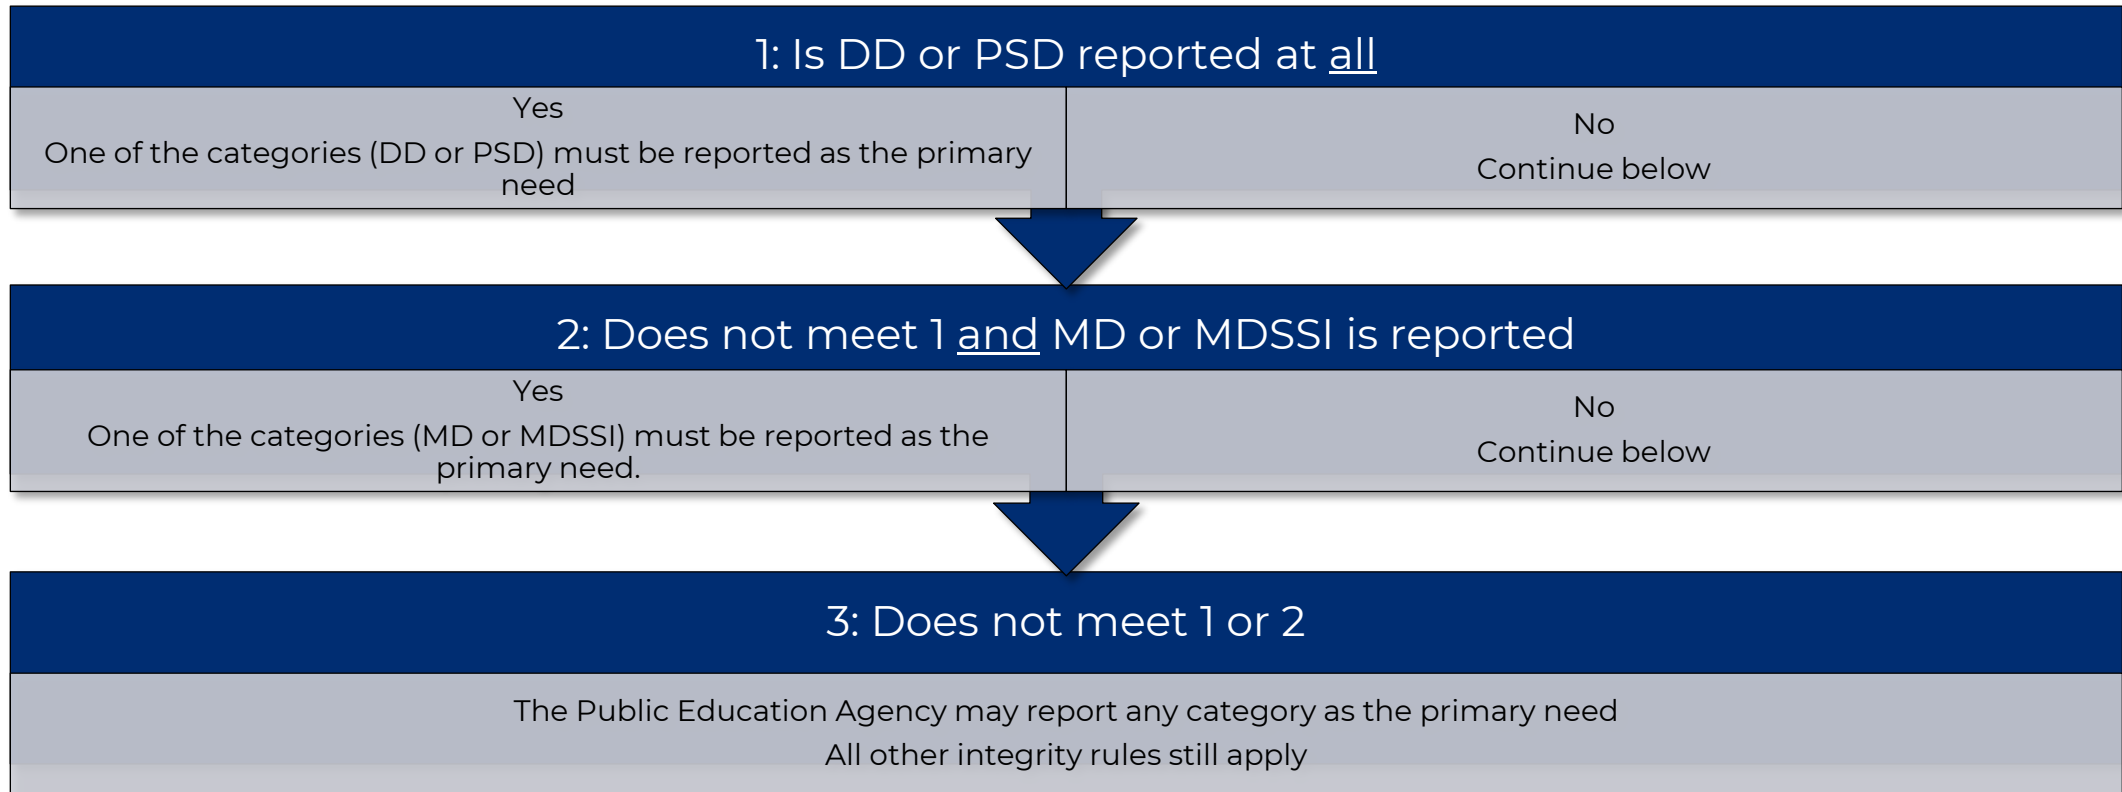 1: Is DD or PSD reported at all
Yes
One of the categories (DD or PSD) must be reported as the primary
need
No
Continue below
2: Does not meet 1 and MD or MDSSI is reported
Yes
One of the categories (MD or MDSSI) must be reported as the
primary need.
No
Continue below
3: Does not meet 1 or 2
The Public Education Agency may report any category as the primary need
All other integrity rules still apply